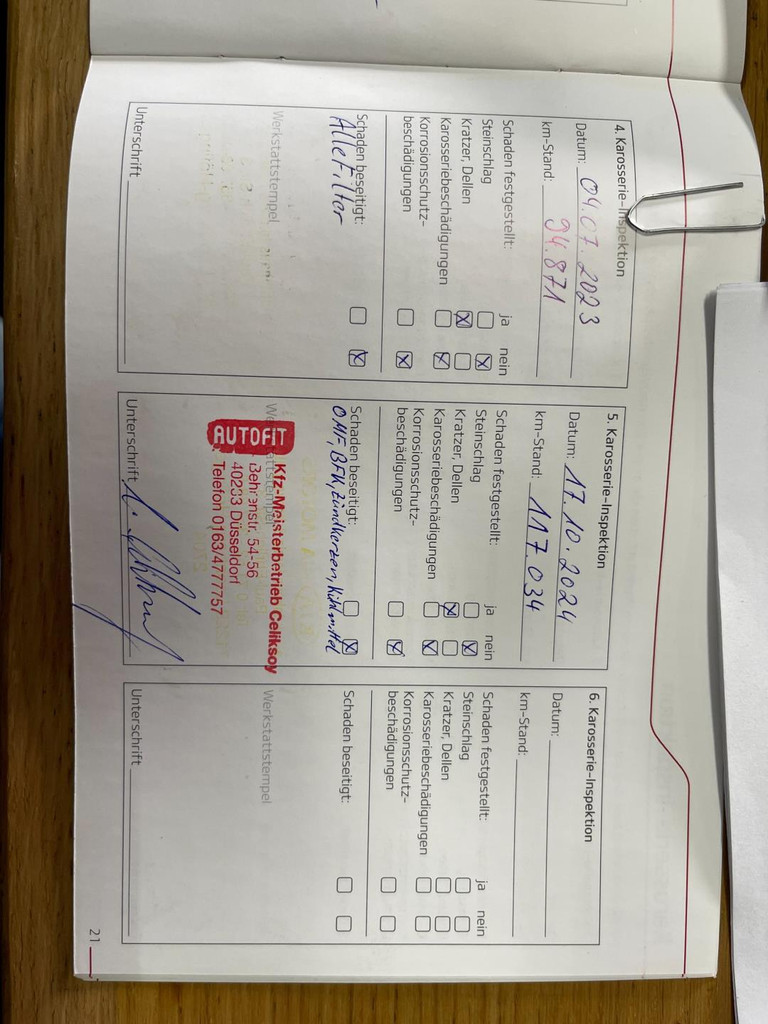 4. Karosserie-Inspektion
Datum: 04.07.2023
km-Stand: 94.871
Schaden festgestellt: ja nein
Steinschlag
Kratzer, Dellen
Karosseriebeschädigungen
Korrosionsschutz-
beschädigungen
Schaden beseitigt:
Alle Filter
Werkstattstempel
Unterschrift
5. Karosserie-Inspektion
Datum: 17.10.2024
km-Stand: 117.034
Schaden festgestellt: ja nein
Steinschlag
Kratzer, Dellen
Karosseriebeschädigungen
Korrosionsschutz-
beschädigungen
Schaden beseitigt:
OMF, BFK, Zündkerzen, Kühlmittel
Werkstattstempel
AUTOFIT
Kfz-Meisterbetrieb Celiksoy
Behrenstr. 54-56
40233 Düsseldorf
Telefon 0163/4777757
Unterschrift
6. Karosserie-Inspektion
Datum:
km-Stand:
Schaden festgestellt: ja nein
Steinschlag
Kratzer, Dellen
Karosseriebeschädigungen
Korrosionsschutz-
beschädigungen
Schaden beseitigt:
Werkstattstempel
Unterschrift
21